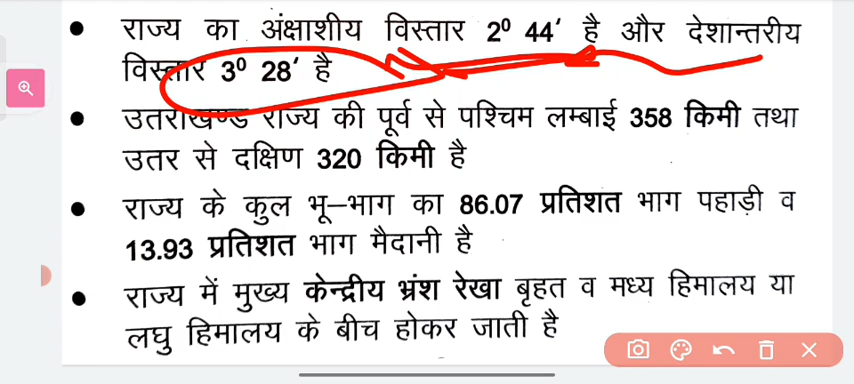 • राज्य का अंक्षाशीय विस्तार 2⁰ 44′ है और देशान्तरीय
विस्तार 3⁰ 28′ है
• उतराखण्ड राज्य की पूर्व से पश्चिम लम्बाई 358 किमी तथा
उतर से दक्षिण 320 किमी है
• राज्य के कुल भू–भाग का 86.07 प्रतिशत भाग पहाड़ी व
13.93 प्रतिशत भाग मैदानी है
• राज्य में मुख्य केन्द्रीय भ्रंश रेखा बृहत व मध्य हिमालय या
लघु हिमालय के बीच होकर जाती है